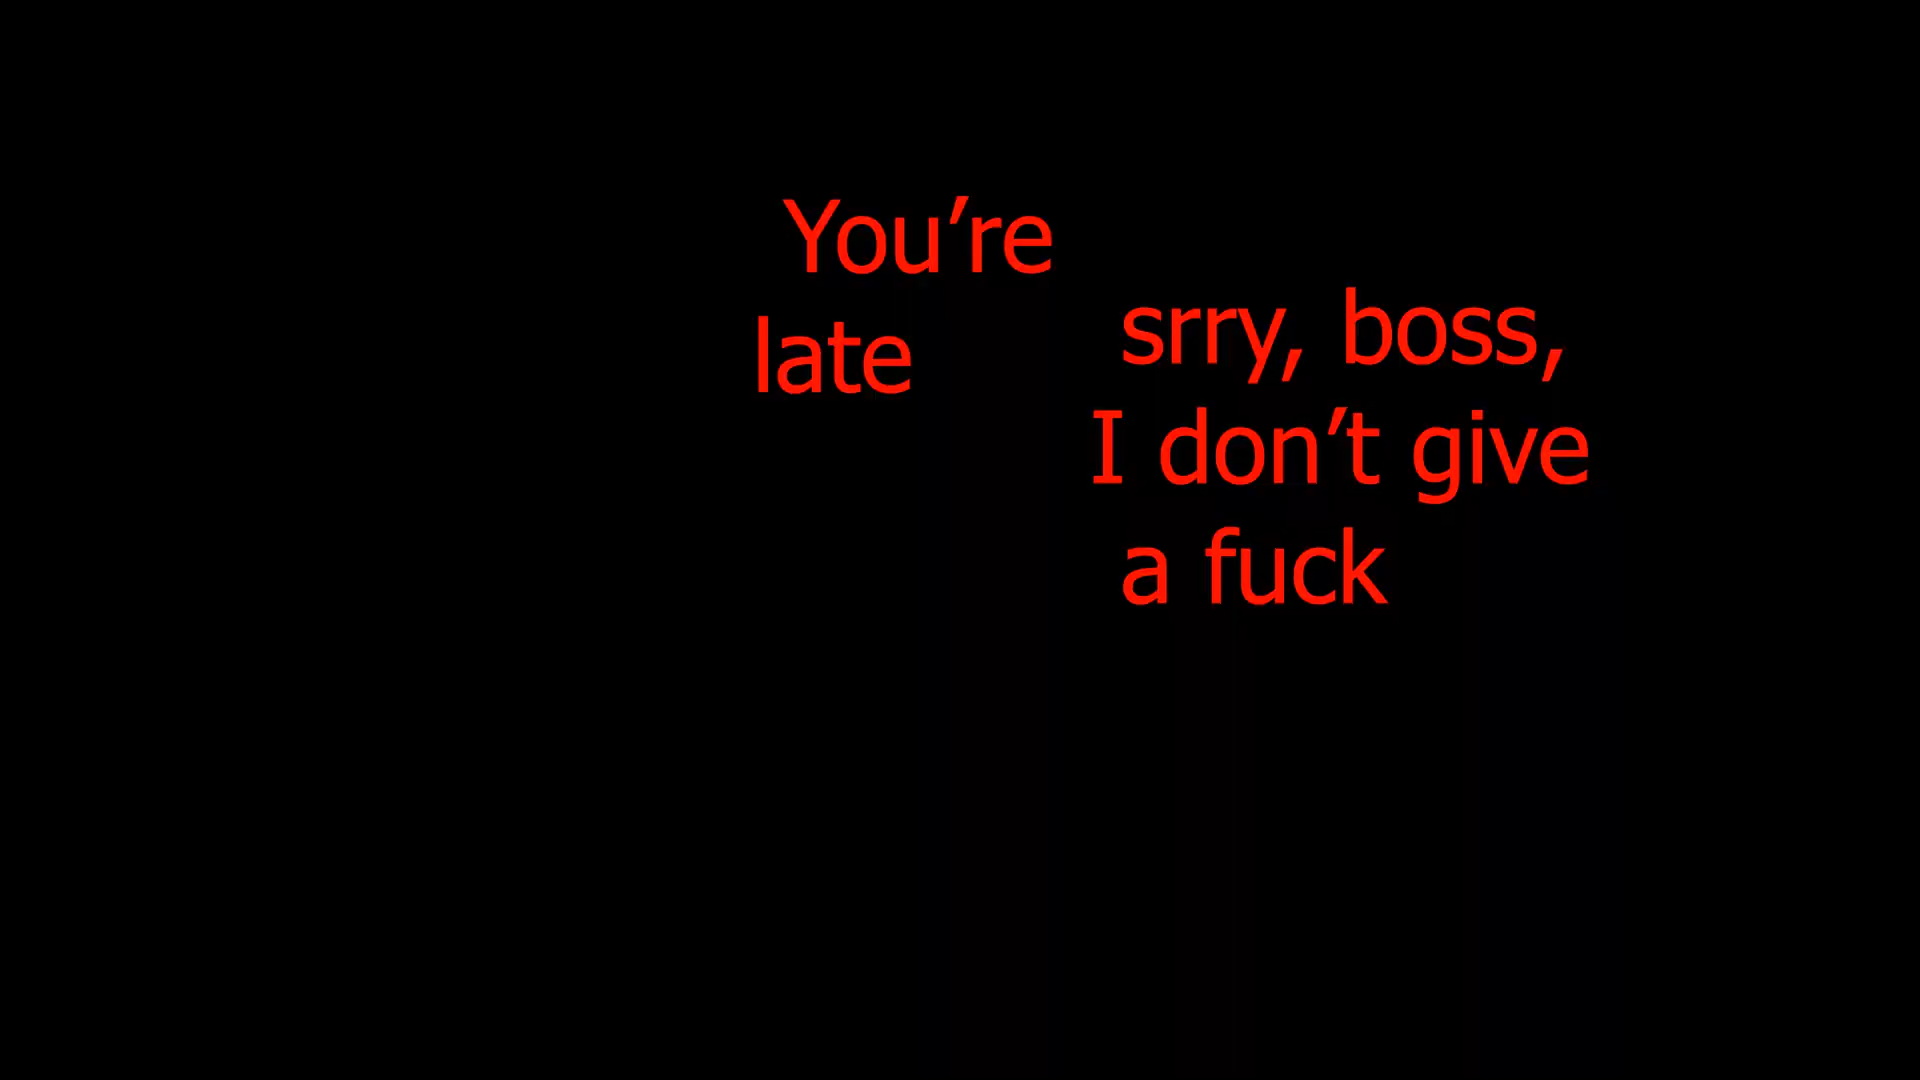 You’re
late
srry, boss,
I don’t give
a fuck